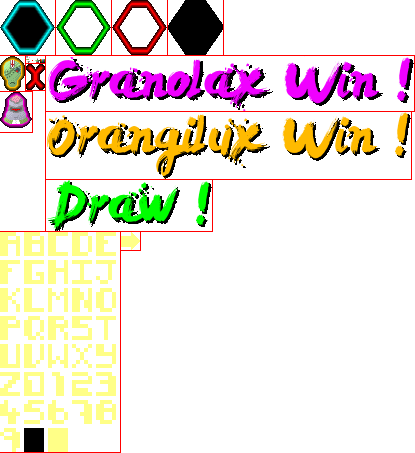 Granolax Win !
Orangilux Win !
Draw !
ABCDE
FGHIJ
KLMNO
PQRST
UVWXY
Z0123
45678
9